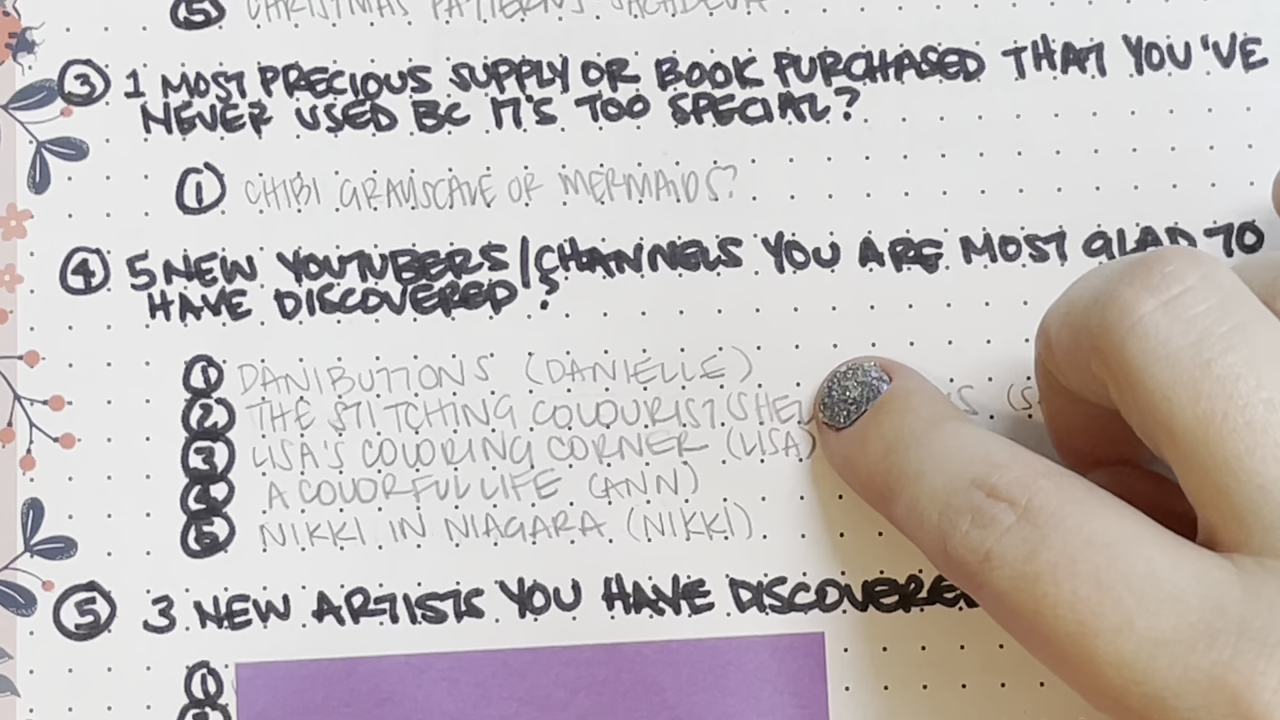 5 CHRISTMAS PATTERNS
3 1 MOST PRECIOUS SUPPLY OR BOOK PURCHASED THAT YOU'VE
NEVER USED BC IT'S TOO SPECIAL?
1 CHIBI GRAYSCALE OR MERMAIDS?
4 5 NEW YOUTUBERS/CHANNELS YOU ARE MOST GLAD TO
HAVE DISCOVERED?
1 DANIBUTTONS (DANIELLE)
2 THE STITCHING COLOURIST (SHEL
3 LISA'S COLORING CORNER (LISA)
4 A COLORFUL LIFE (ANN)
5 NIKKI IN NIAGARA (NIKKI)
5 3 NEW ARTISTS YOU HAVE DISCOVERED
1